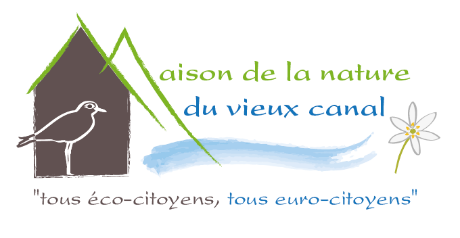 Maison de la nature
du vieux canal
"tous éco-citoyens, tous euro-citoyens"